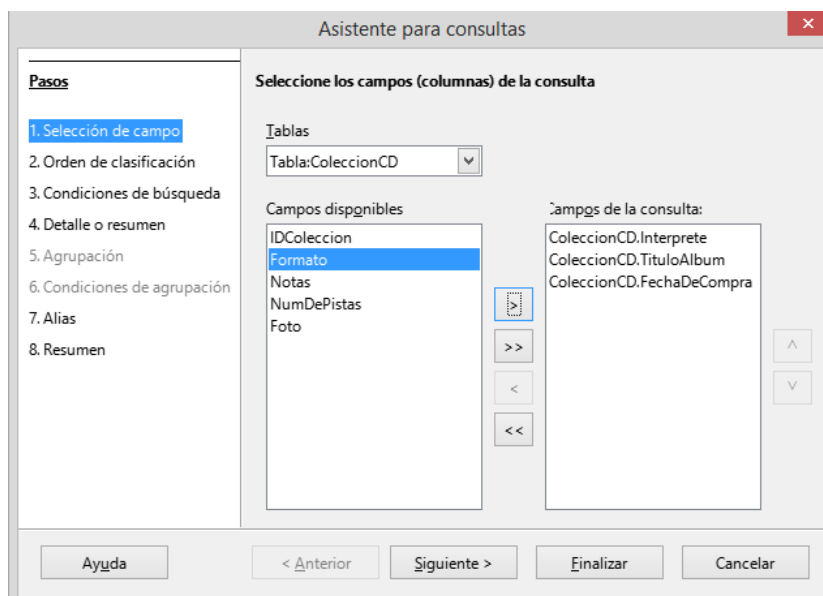 Asistente para consultas
Pasos
1. Selección de campo
2. Orden de clasificación
3. Condiciones de búsqueda
4. Detalle o resumen
5. Agrupación
6. Condiciones de agrupación
7. Alias
8. Resumen
Seleccione los campos (columnas) de la consulta
Tablas
Tabla:ColeccionCD
Campos disponibles
IDColeccion
Formato
Notas
NumDePistas
Foto
>
>>
<
<<
Campos de la consulta:
ColeccionCD.Interprete
ColeccionCD.TituloAlbum
ColeccionCD.FechaDeCompra
Ayuda
< Anterior
Siguiente >
Finalizar
Cancelar